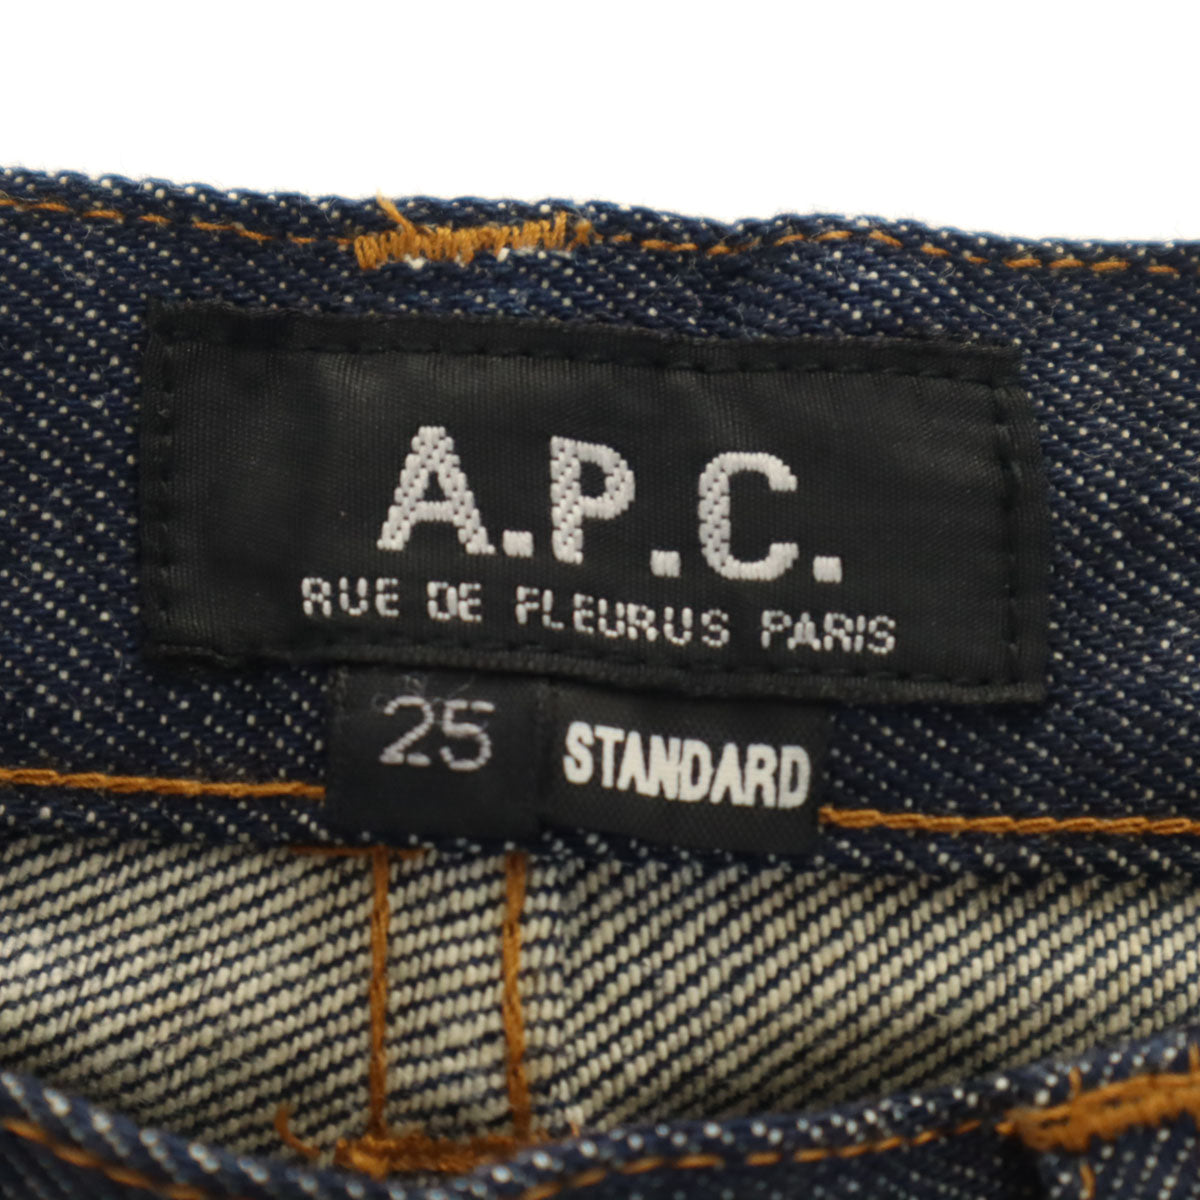 A.P.C.
RUE DE FLEURUS PARIS
25 STANDARD